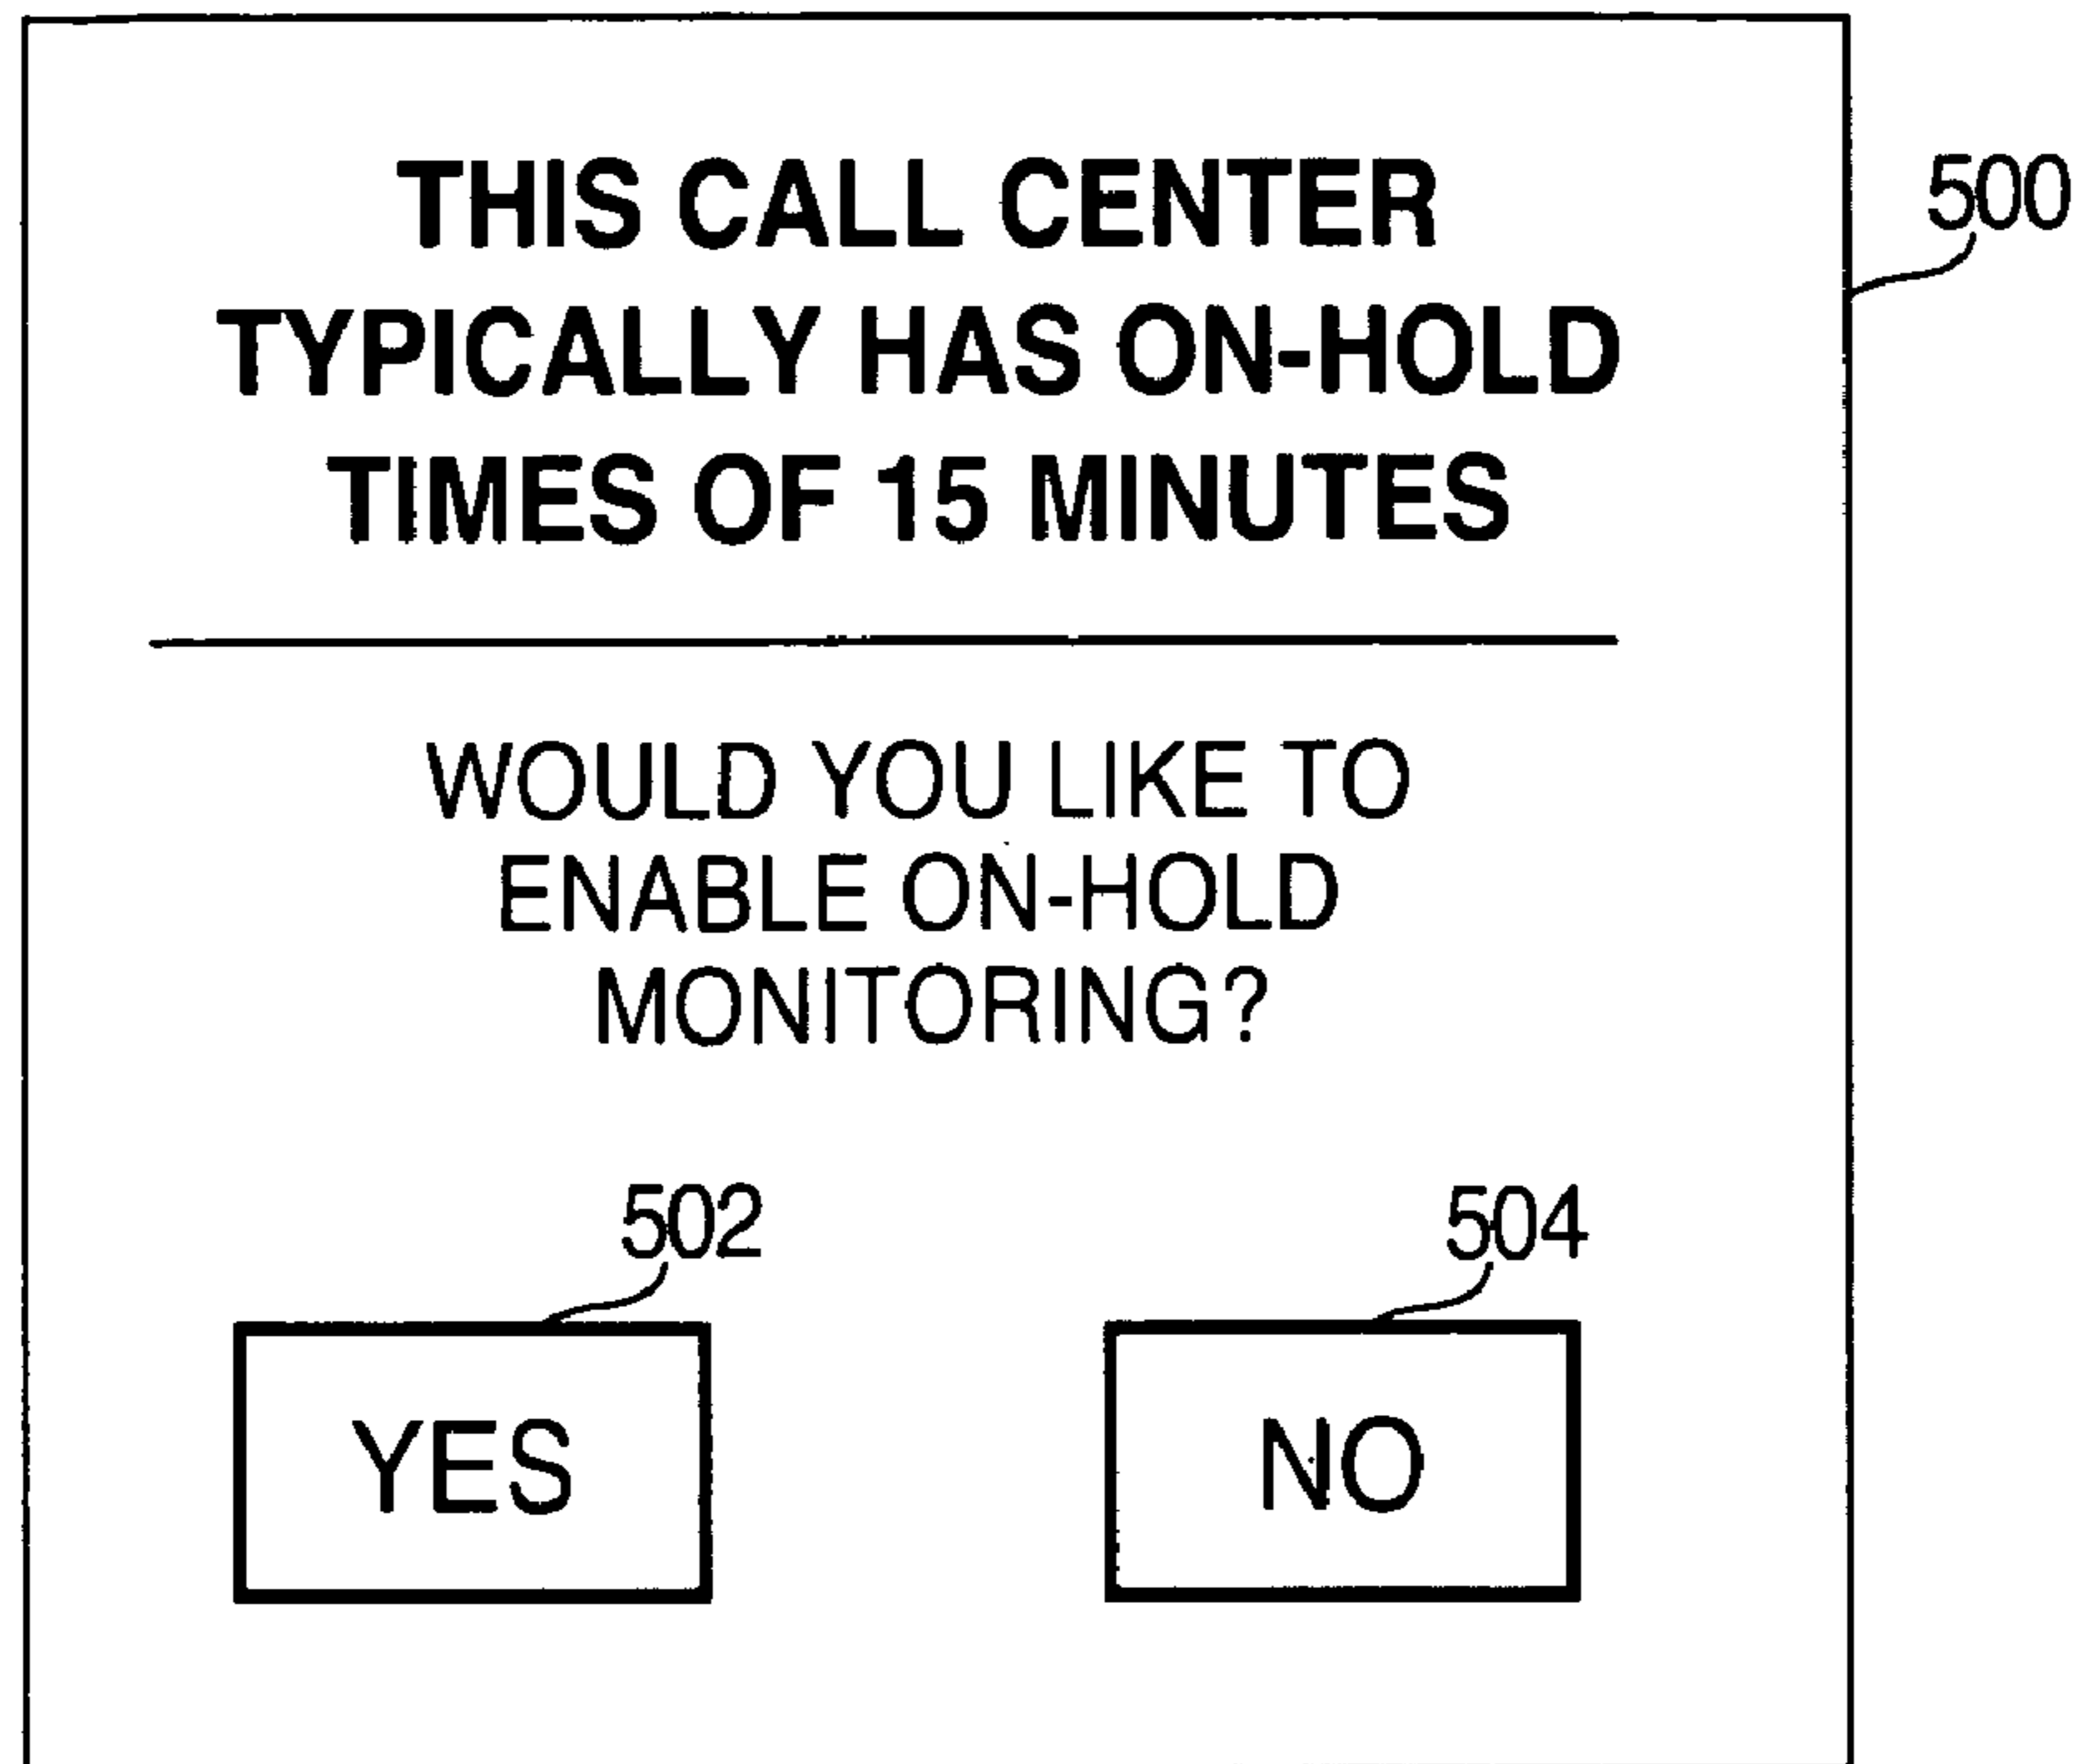 THIS CALL CENTER
TYPICALLY HAS ON-HOLD
TIMES OF 15 MINUTES
500
WOULD YOU LIKE TO
ENABLE ON-HOLD
MONITORING?
502
504
YES
NO